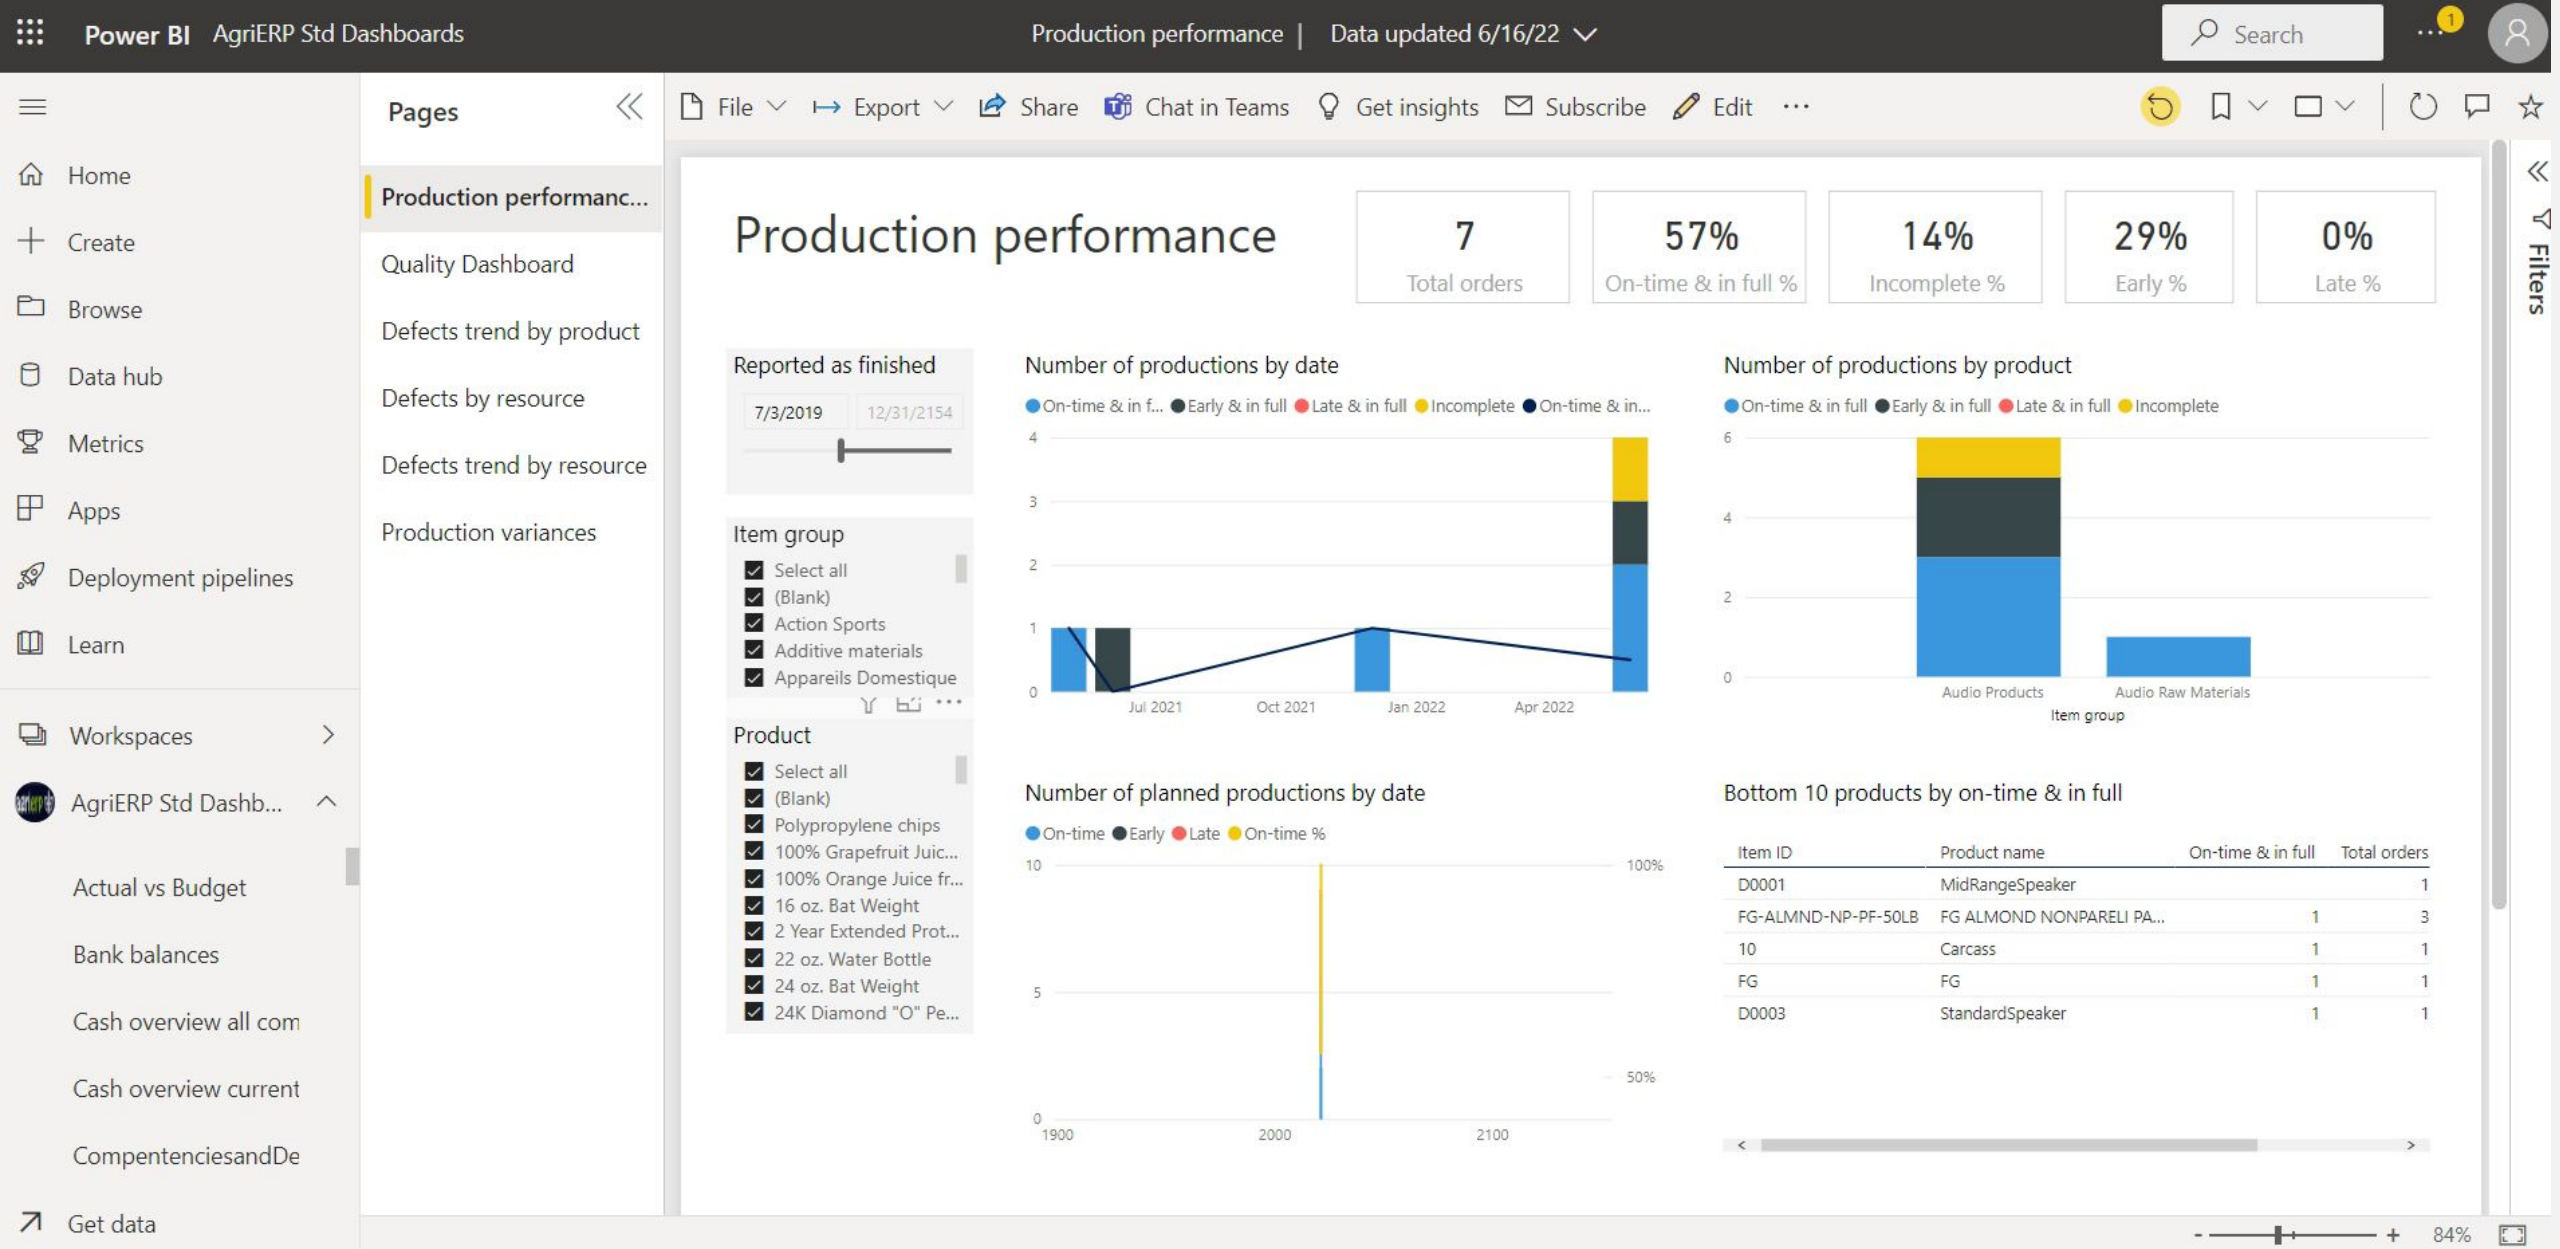 Power BI AgriERP Std Dashboards
Production performance | Data updated 6/16/22
Search
1
Home
Create
Browse
Data hub
Metrics
Apps
Deployment pipelines
Learn
Workspaces
AgriERP Std Dashb...
Actual vs Budget
Bank balances
Cash overview all com
Cash overview current
CompentenciesandDe
Get data
Pages
Production performanc...
Quality Dashboard
Defects trend by product
Defects by resource
Defects trend by resource
Production variances
File Export Share Chat in Teams Get insights Subscribe Edit ...
Filters
Production performance
7
Total orders
57%
On-time & in full %
14%
Incomplete %
29%
Early %
0%
Late %
Reported as finished
7/3/2019 12/31/2154
Item group
Select all
(Blank)
Action Sports
Additive materials
Appareils Domestique
Product
Select all
(Blank)
Polypropylene chips
100% Grapefruit Juic...
100% Orange Juice fr...
16 oz. Bat Weight
2 Year Extended Prot...
22 oz. Water Bottle
24 oz. Bat Weight
24K Diamond "O" Pe...
Number of productions by date
On-time & in f... Early & in full Late & in full Incomplete On-time & in...
4
3
2
1
0
Jul 2021 Oct 2021 Jan 2022 Apr 2022
Number of productions by product
On-time & in full Early & in full Late & in full Incomplete
6
4
2
0
Audio Products Audio Raw Materials
Item group
Number of planned productions by date
On-time Early Late On-time %
10 100%
5
50%
0
1900 2000 2100
Bottom 10 products by on-time & in full
Item ID Product name On-time & in full Total orders
D0001 MidRangeSpeaker 1
FG-ALMND-NP-PF-50LB FG ALMOND NONPARELI PA... 1 3
10 Carcass 1 1
FG FG 1 1
D0003 StandardSpeaker 1 1
- + 84%